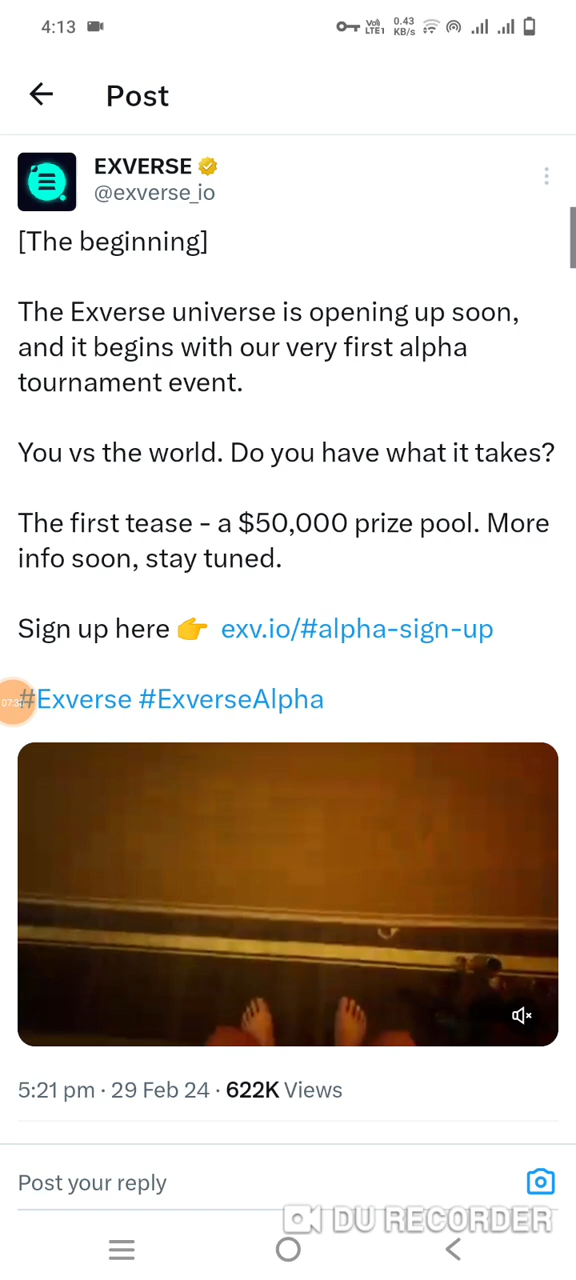 4:13
Vo)
LTE1
0.43
KB/s
Post
EXVERSE
@exverse_io
[The beginning]
The Exverse universe is opening up soon,
and it begins with our very first alpha
tournament event.
You vs the world. Do you have what it takes?
The first tease - a $50,000 prize pool. More
info soon, stay tuned.
Sign up here 👉 exv.io/#alpha-sign-up
#Exverse #ExverseAlpha
5:21 pm · 29 Feb 24 · 622K Views
Post your reply
DU RECORDER